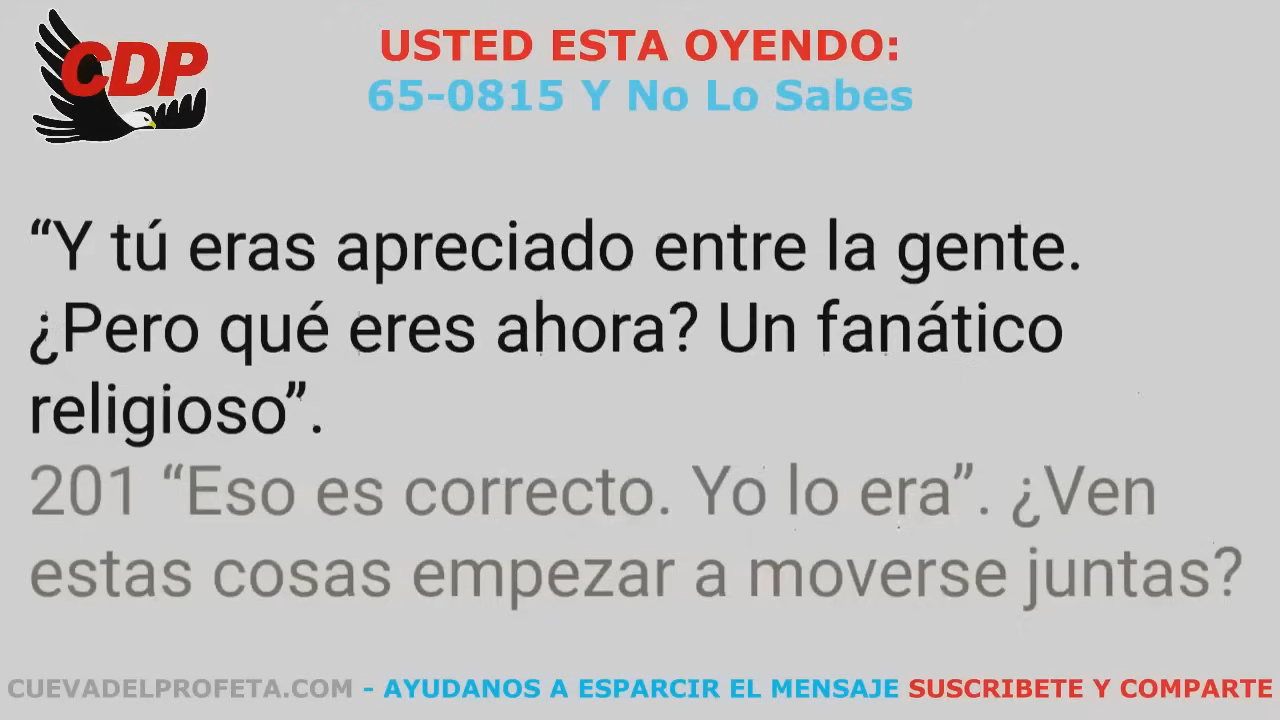 CDP
USTED ESTA OYENDO:
65-0815 Y No Lo Sabes
“Y tú eras apreciado entre la gente.
¿Pero qué eres ahora? Un fanático
religioso”.
201 “Eso es correcto. Yo lo era”. ¿Ven
estas cosas empezar a moverse juntas?
CUEVADELPROFETA.COM - AYUDANOS A ESPARCIR EL MENSAJE SUSCRIBETE Y COMPARTE